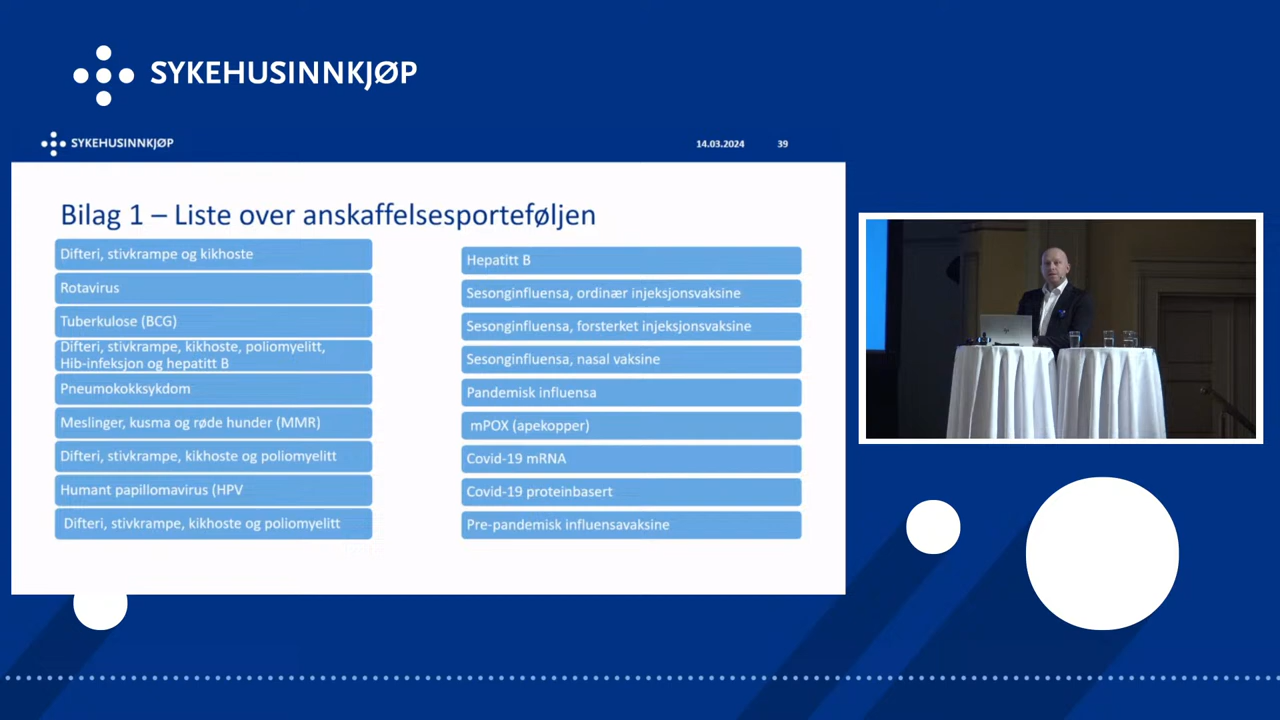 SYKEHUSINNKJØP
SYKEHUSINNKJØP
14.03.2024
39
Bilag 1 – Liste over anskaffelsesporteføljen
Difteri, stivkrampe og kikhoste
Rotavirus
Tuberkulose (BCG)
Difteri, stivkrampe, kikhoste, poliomyelitt,
Hib-infeksjon og hepatitt B
Pneumokokksykdom
Meslinger, kusma og røde hunder (MMR)
Difteri, stivkrampe, kikhoste og poliomyelitt
Humant papillomavirus (HPV
Difteri, stivkrampe, kikhoste og poliomyelitt
Hepatitt B
Sesonginfluensa, ordinær injeksjonsvaksine
Sesonginfluensa, forsterket injeksjonsvaksine
Sesonginfluensa, nasal vaksine
Pandemisk influensa
mPOX (apekopper)
Covid-19 mRNA
Covid-19 proteinbasert
Pre-pandemisk influensavaksine